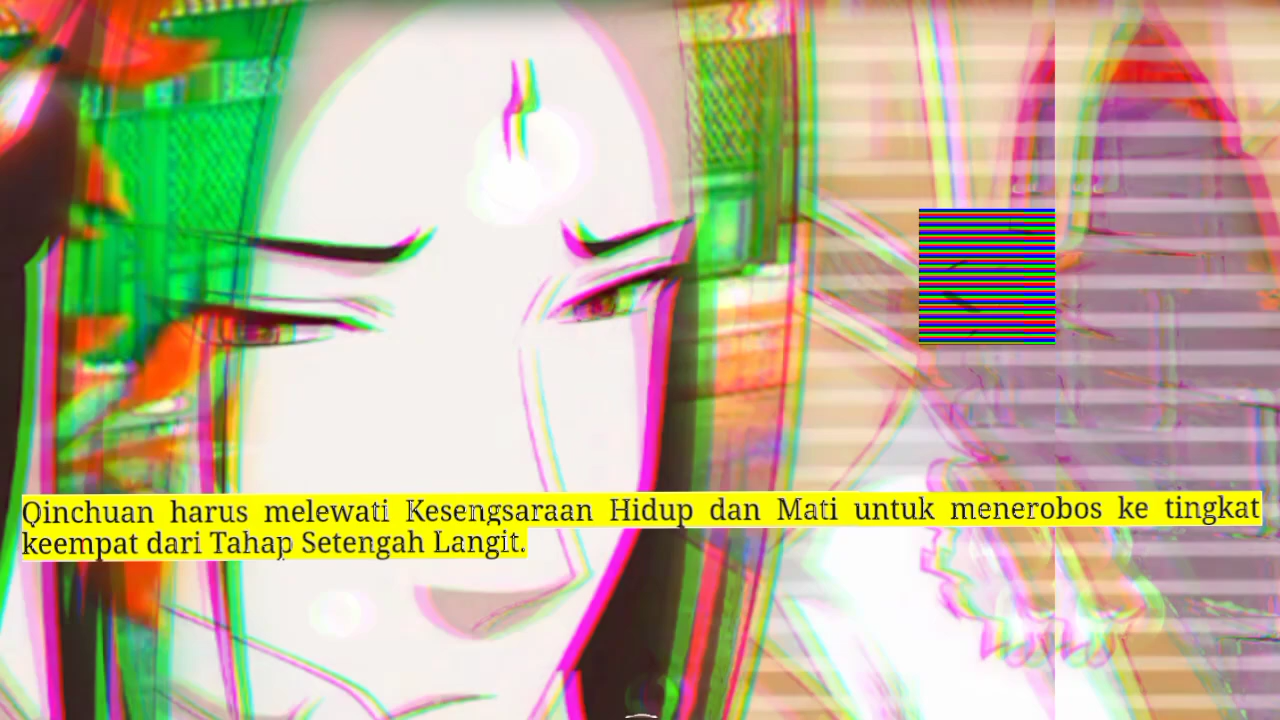 Qinchuan harus melewati Kesengsaraan Hidup dan Mati untuk menerobos ke tingkat
keempat dari Tahap Setengah Langit.